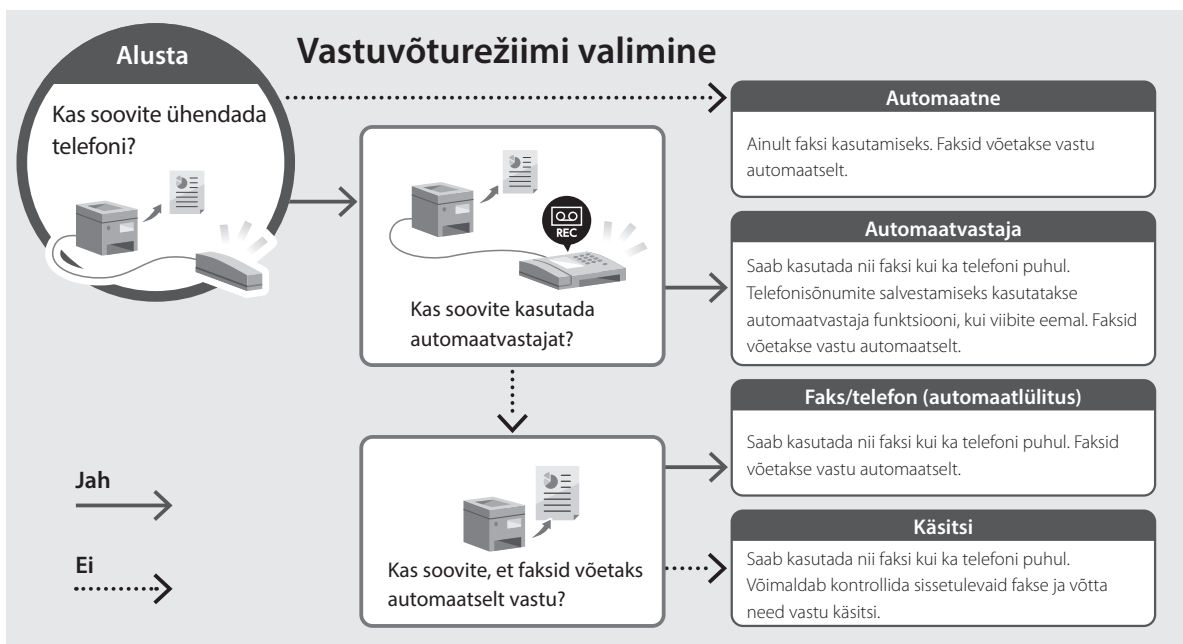 Alusta
Vastuvõturežiimi valimine
Kas soovite ühendada
telefoni?
Automaatne
Ainult faksi kasutamiseks. Faksid võetakse vastu
automaatselt.
REC
Kas soovite kasutada
automaatvastajat?
Automaatvastaja
Saab kasutada nii faksi kui ka telefoni puhul.
Telefonisõnumite salvestamiseks kasutatakse
automaatvastaja funktsiooni, kui viibite eemal. Faksid
võetakse vastu automaatselt.
Faks/telefon (automaatlülitus)
Saab kasutada nii faksi kui ka telefoni puhul. Faksid
võetakse vastu automaatselt.
Jah
Ei
Kas soovite, et faksid võetaks
automaatselt vastu?
Käsitsi
Saab kasutada nii faksi kui ka telefoni puhul.
Võimaldab kontrollida sissetulevaid fakse ja võtta
need vastu käsitsi.